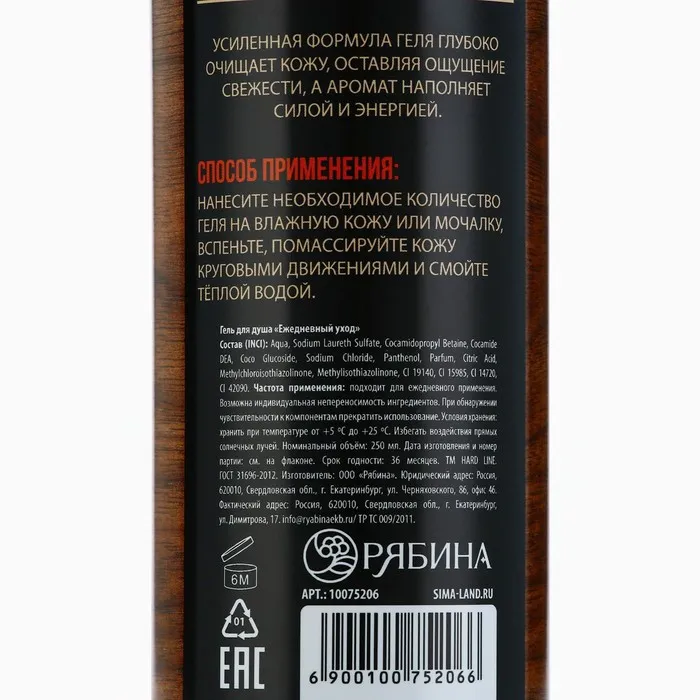 УСИЛЕННАЯ ФОРМУЛА ГЕЛЯ ГЛУБОКО
ОЧИЩАЕТ КОЖУ, ОСТАВЛЯЯ ОЩУЩЕНИЕ
СВЕЖЕСТИ, А АРОМАТ НАПОЛНЯЕТ
СИЛОЙ И ЭНЕРГИЕЙ.
СПОСОБ ПРИМЕНЕНИЯ:
НАНЕСИТЕ НЕОБХОДИМОЕ КОЛИЧЕСТВО
ГЕЛЯ НА ВЛАЖНУЮ КОЖУ ИЛИ МОЧАЛКУ,
ВСПЕНЬТЕ, ПОМАССИРУЙТЕ КОЖУ
КРУГОВЫМИ ДВИЖЕНИЯМИ И СМОЙТЕ
ТЁПЛОЙ ВОДОЙ.
Гель для душа «Ежедневный уход»
Состав (INCI): Aqua, Sodium Laureth Sulfate, Cocamidopropyl Betaine, Cocamide
DEA, Coco Glucoside, Sodium Chloride, Panthenol, Parfum, Citric Acid,
Methylchloroisothiazolinone, Methylisothiazolinone, CI 19140, CI 15985, CI 14720,
CI 42090. Частота применения: подходит для ежедневного применения.
Возможна индивидуальная непереносимость ингредиентов. При обнаружении
чувствительности к компонентам прекратить использование. Условия хранения:
хранить при температуре от +5 °C до +25 °C. Избегать воздействия прямых
солнечных лучей. Номинальный объём: 250 мл. Дата изготовления и номер
партии: см. на флаконе. Срок годности: 36 месяцев. ТМ HARD LINE.
ГОСТ 31696-2012. Изготовитель: ООО «Рябина». Юридический адрес: Россия,
620010, Свердловская обл., г. Екатеринбург, ул. Черняховского, 86, офис 46.
Фактический адрес: Россия, 620010, Свердловская обл., г. Екатеринбург,
ул. Димитрова, 17. info@ryabinaekb.ru/ ТР ТС 009/2011.
РЯБИНА
6M
АРТ.: 10075206
SIMA-LAND.RU
01
EAC
6 900100 752066